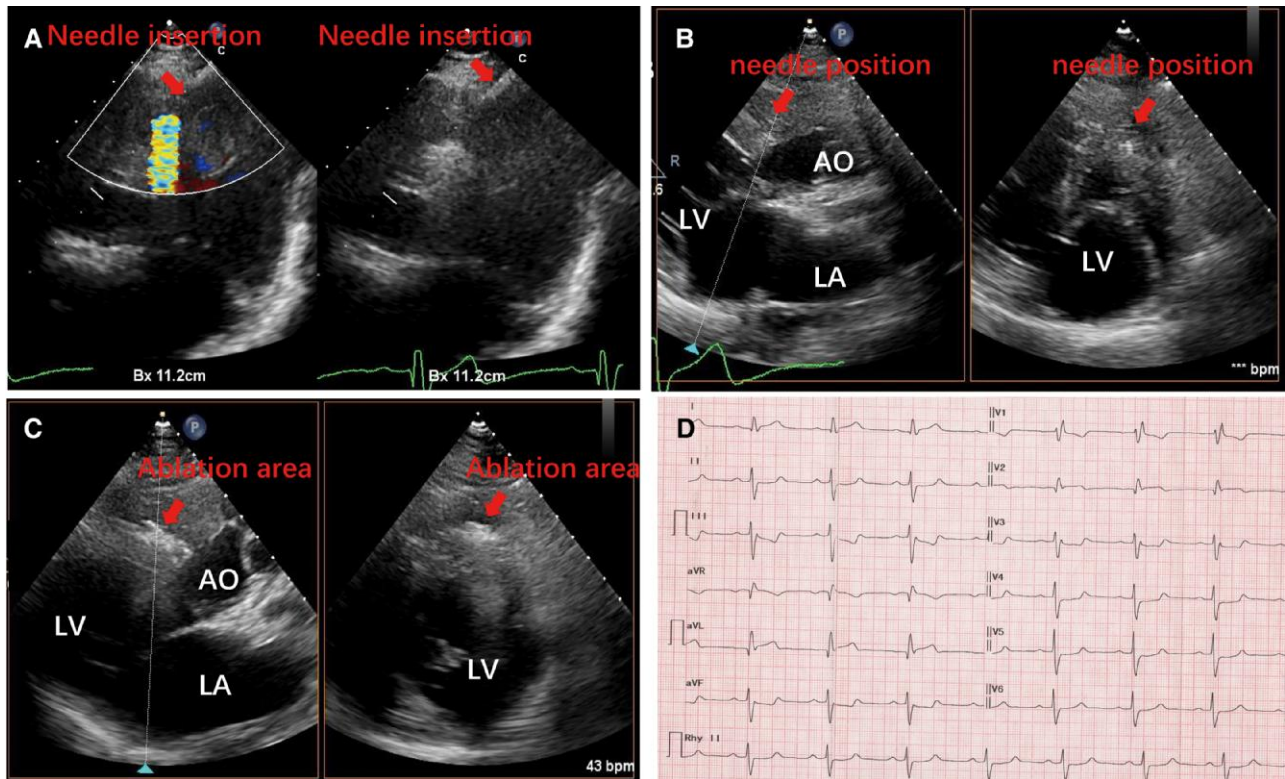 A
Needle insertion
Needle insertion
C
C
Bx 11.2cm
Bx 11.2cm
B
P
needle position
needle position
R
.6
AO
LV
LA
LV
*** bpm
C
P
Ablation area
Ablation area
AO
LV
LA
LV
43 bpm
D
I
V1
II
V2
III
V3
aVR
V4
aVL
V5
aVF
V6
Rhy II